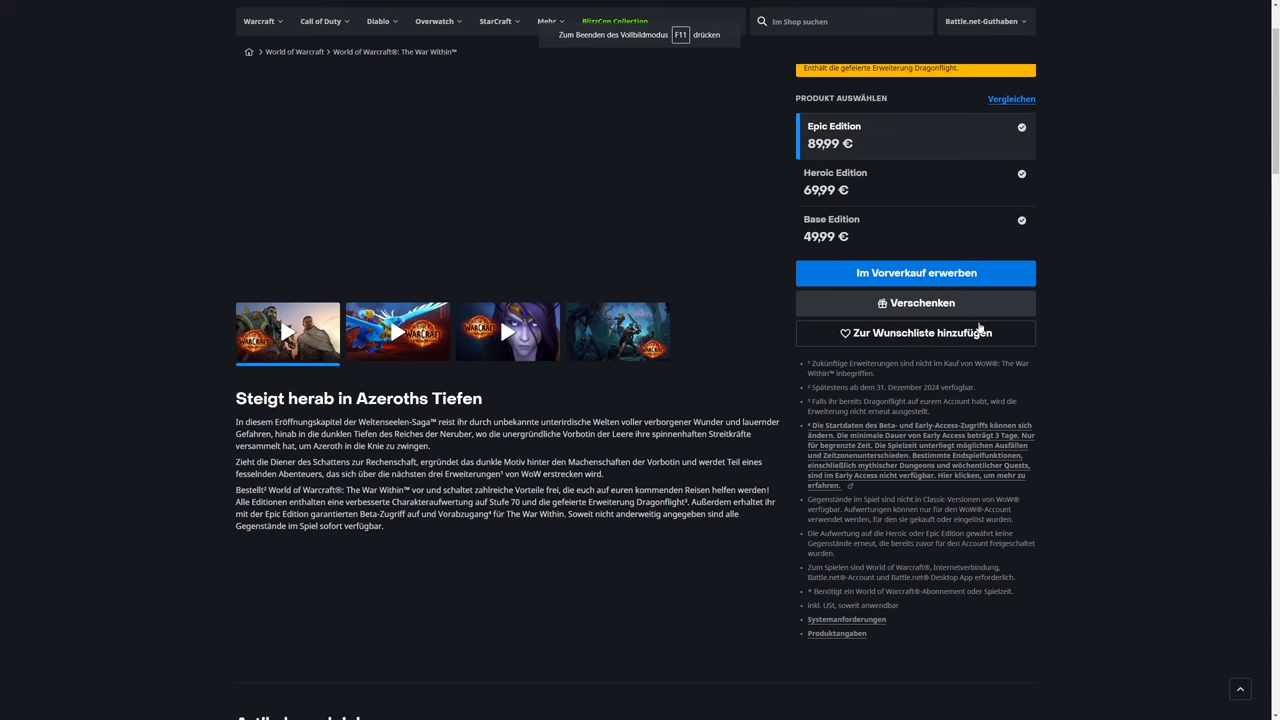 Warcraft
Call of Duty
Diablo
Overwatch
StarCraft
Mehr
BlizzCon Collection
Im Shop suchen
Battle.net-Guthaben
Zum Beenden des Vollbildmodus F11 drücken
World of Warcraft
World of Warcraft®: The War Within™
Enthält die gefeierte Erweiterung Dragonflight.
PRODUKT AUSWÄHLEN
Vergleichen
Epic Edition
89,99 €
Heroic Edition
69,99 €
Base Edition
49,99 €
Im Vorverkauf erwerben
Verschenken
Zur Wunschliste hinzufügen
Steigt herab in Azeroths Tiefen
In diesem Eröffnungskapitel der Weltenseelen-Saga™ reist ihr durch unbekannte unterirdische Welten voller verborgener Wunder und lauernder
Gefahren, hinab in die dunklen Tiefen des Reiches der Neruber, wo die unergründliche Vorbotin der Leere ihre spinnenhaften Streitkräfte
versammelt hat, um Azeroth in die Knie zu zwingen.
Zieht die Diener des Schattens zur Rechenschaft, ergründet das dunkle Motiv hinter den Machenschaften der Vorbotin und werdet Teil eines
fesselnden Abenteuers, das sich über die nächsten drei Erweiterungen¹ von WoW erstrecken wird.
Bestellt² World of Warcraft®: The War Within™ vor und schaltet zahlreiche Vorteile frei, die euch auf euren kommenden Reisen helfen werden!
Alle Editionen enthalten eine verbesserte Charakteraufwertung auf Stufe 70 und die gefeierte Erweiterung Dragonflight³. Außerdem erhaltet ihr
mit der Epic Edition garantierten Beta-Zugriff auf und Vorabzugang⁴ für The War Within. Soweit nicht anderweitig angegeben sind alle
Gegenstände im Spiel sofort verfügbar.
¹ Zukünftige Erweiterungen sind nicht im Kauf von WoW®: The War
Within™ inbegriffen.
² Spätestens ab dem 31. Dezember 2024 verfügbar.
³ Falls ihr bereits Dragonflight auf eurem Account habt, wird die
Erweiterung nicht erneut ausgestellt.
⁴ Die Startdaten des Beta- und Early-Access-Zugriffs können sich
ändern. Die minimale Dauer von Early Access beträgt 3 Tage. Nur
für begrenzte Zeit. Die Spielzeit unterliegt möglichen Ausfällen
und Zeitzonenunterschieden. Bestimmte Endspielfunktionen,
einschließlich mythischer Dungeons und wöchentlicher Quests,
sind im Early Access nicht verfügbar. Hier klicken, um mehr zu
erfahren.
Gegenstände im Spiel sind nicht in Classic-Versionen von WoW®
verfügbar. Aufwertungen können nur für den WoW®-Account
verwendet werden, für den sie gekauft oder eingelöst wurden.
Die Aufwertung auf die Heroic oder Epic Edition gewährt keine
Gegenstände erneut, die bereits zuvor für den Account freigeschaltet
wurden.
Zum Spielen sind World of Warcraft®, Internetverbindung,
Battle.net®-Account und Battle.net® Desktop App erforderlich.
* Benötigt ein World of Warcraft®-Abonnement oder Spielzeit.
inkl. USt, soweit anwendbar
Systemanforderungen
Produktangaben